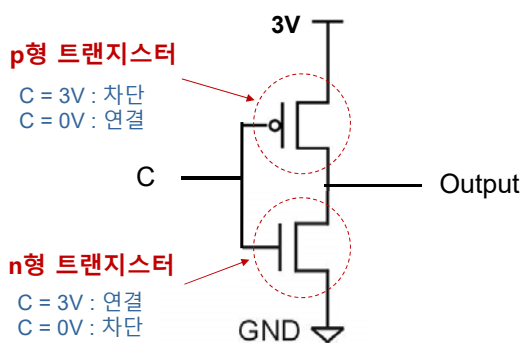 3V
p형 트랜지스터
C = 3V : 차단
C = 0V : 연결
C
Output
n형 트랜지스터
C = 3V : 연결
C = 0V : 차단
GND